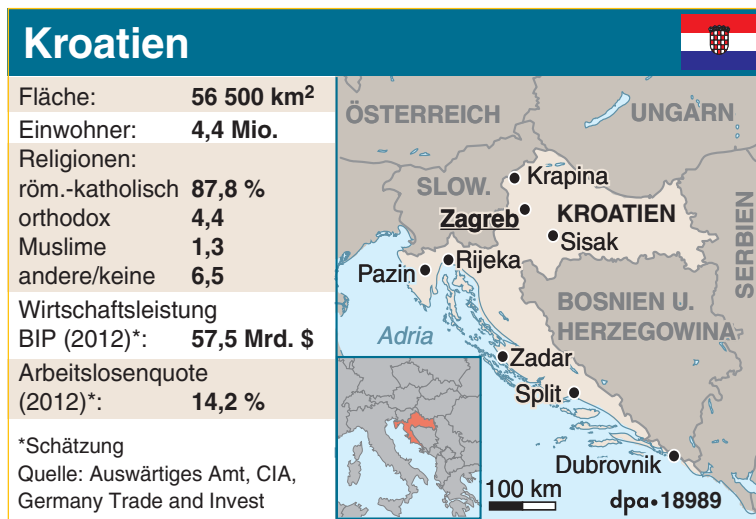 Kroatien
Fläche: 56 500 km²
Einwohner: 4,4 Mio.
Religionen:
röm.-katholisch 87,8 %
orthodox 4,4
Muslime 1,3
andere/keine 6,5
Wirtschaftsleistung
BIP (2012)*: 57,5 Mrd. $
Arbeitslosenquote
(2012)*: 14,2 %
*Schätzung
Quelle: Auswärtiges Amt, CIA,
Germany Trade and Invest
ÖSTERREICH
UNGARN
SLOW.
Krapina
Zagreb
KROATIEN
Sisak
SERBIEN
Pazin
Rijeka
BOSNIEN U.
HERZEGOWINA
Adria
Zadar
Split
Dubrovnik
100 km
dpa•18989